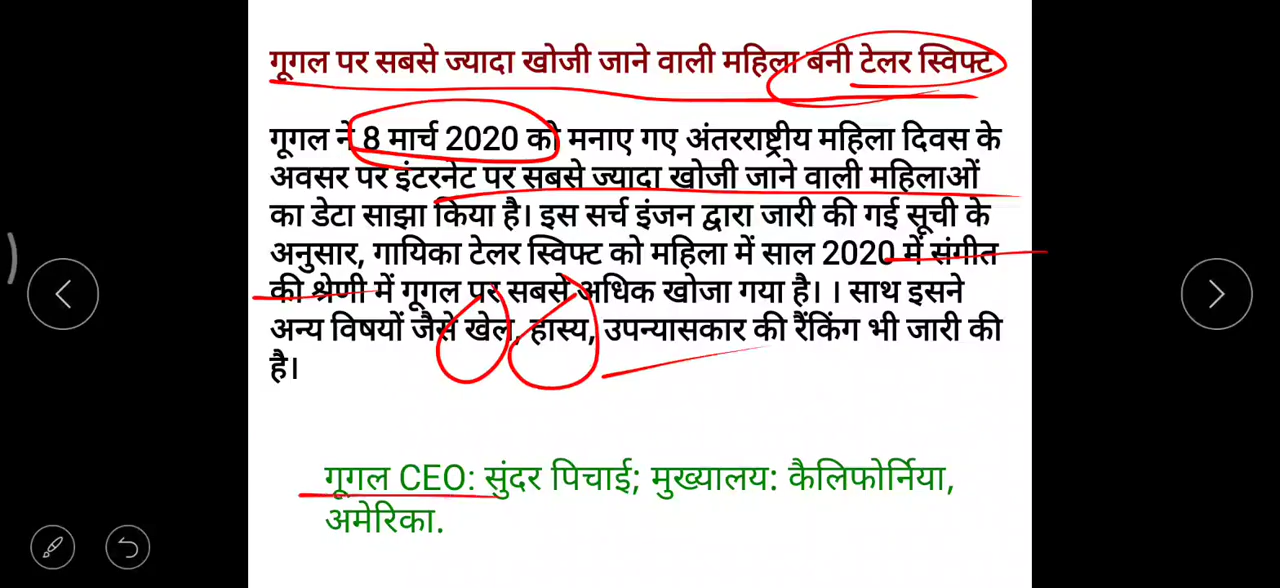 गूगल पर सबसे ज्यादा खोजी जाने वाली महिला बनी टेलर स्विफ्ट
गूगल ने 8 मार्च 2020 को मनाए गए अंतरराष्ट्रीय महिला दिवस के
अवसर पर इंटरनेट पर सबसे ज्यादा खोजी जाने वाली महिलाओं
का डेटा साझा किया है। इस सर्च इंजन द्वारा जारी की गई सूची के
अनुसार, गायिका टेलर स्विफ्ट को महिला में साल 2020 में संगीत
की श्रेणी में गूगल पर सबसे अधिक खोजा गया है। । साथ इसने
अन्य विषयों जैसे खेल, हास्य, उपन्यासकार की रैंकिंग भी जारी की
है।
गूगल CEO: सुंदर पिचाई; मुख्यालय: कैलिफोर्निया,
अमेरिका.